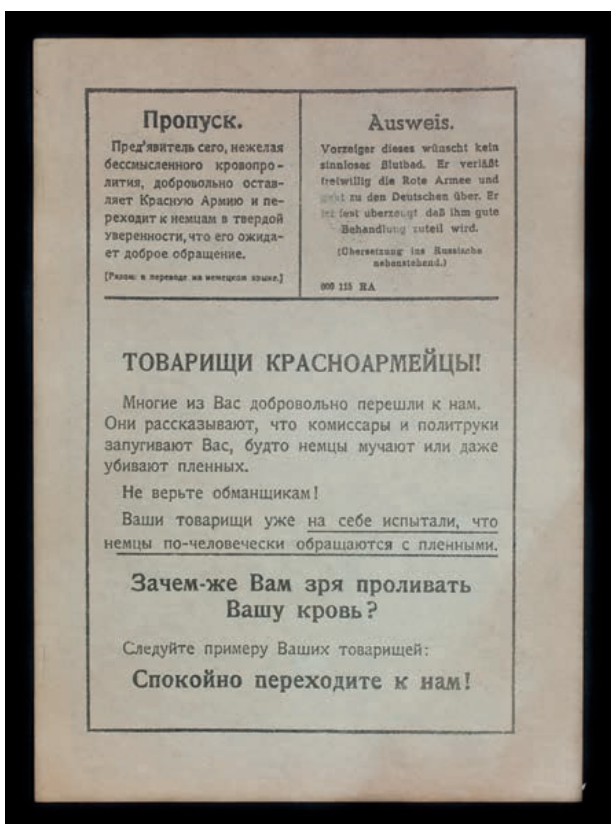 Пропуск.
Пред'явитель сего, нежелая
бессмысленного кровопро-
лития, добровольно остав-
ляет Красную Армию и пе-
реходит к немцам в твердой
уверенности, что его ожида-
ет доброе обращение.
в переводе на немецком языке.]
Ausweis.
Vorzeiger dieses wünscht kein
sinnloses Blutbad. Er verläßt
freiwillig die Rote Armee und
geht zu den Deutschen über. Er
ist fest überzeugt daß ihm gute
Behandlung zuteil wird.
(Übersetzung ins Russische
nebenstehend.)
RA
ТОВАРИЩИ КРАСНОАРМЕЙЦЫ!
Многие из Вас добровольно перешли к нам.
Они рассказывают, что комиссары и политруки
запугивают Вас, будто немцы мучают или даже
убивают пленных.
Не верьте обманщикам!
Ваши товарищи уже на себе испытали, что
немцы по-человечески обращаются с пленными.
Зачем-же Вам зря проливать
Вашу кровь?
Следуйте примеру Ваших товарищей:
Спокойно переходите к нам!